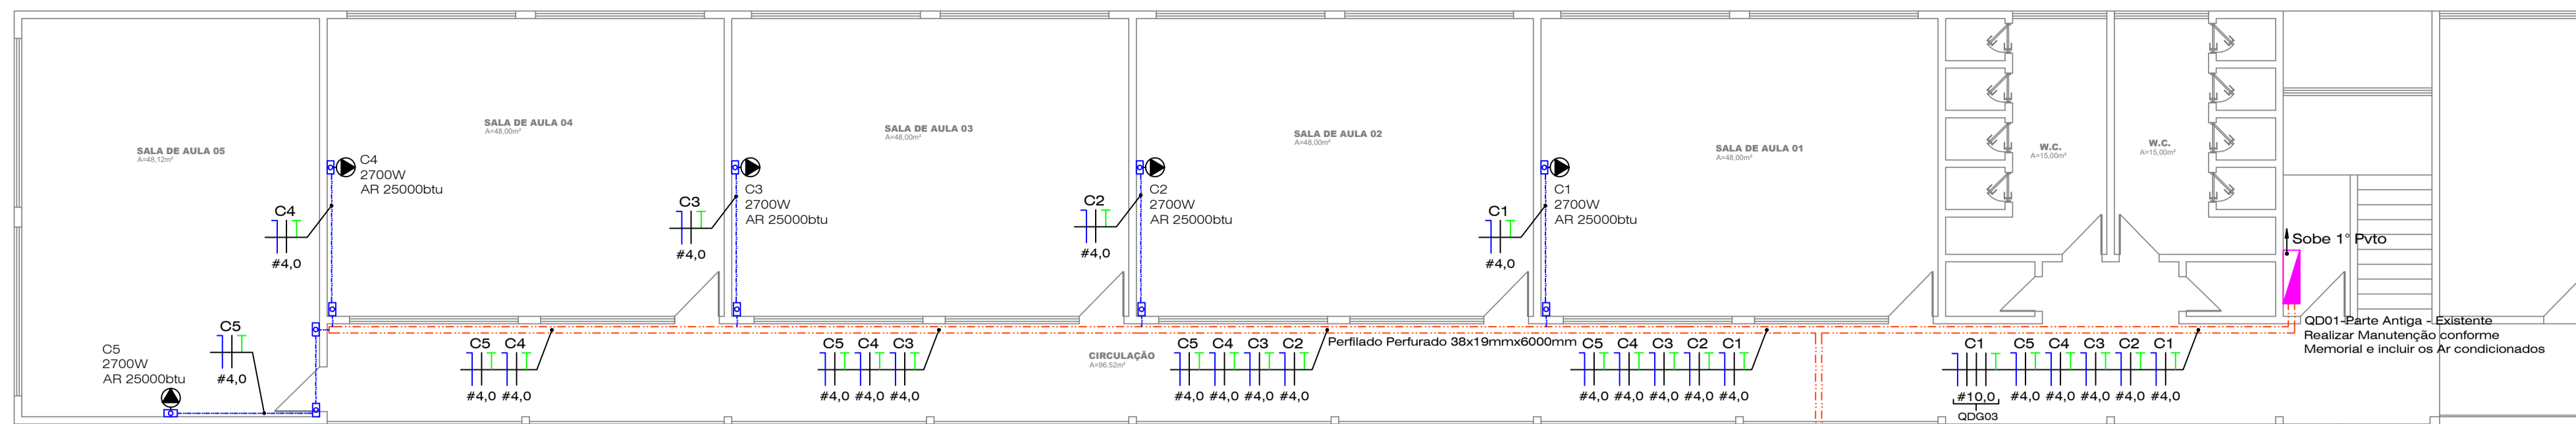 SALA DE AULA 05
A=48,12m²
C4
2700W
AR 25000btu
C4
#4,0
C5
2700W
AR 25000btu
C5
#4,0
SALA DE AULA 04
A=48,00m²
C3
#4,0
C3
2700W
AR 25000btu
SALA DE AULA 03
A=48,00m²
C2
#4,0
C2
2700W
AR 25000btu
SALA DE AULA 02
A=48,00m²
C1
#4,0
C1
2700W
AR 25000btu
SALA DE AULA 01
A=48,00m²
W.C.
A=15,00m²
W.C.
A=15,00m²
Sobe 1° Pvto
QD01-Parte Antiga - Existente
Realizar Manutenção conforme
Memorial e incluir os Ar condicionados
C5 C4
#4,0 #4,0
C5 C4 C3
#4,0 #4,0 #4,0
CIRCULAÇÃO
A=96.52m²
Perfilado Perfurado 38x19mmx6000mm
C5 C4 C3 C2
#4,0 #4,0 #4,0 #4,0
C5 C4 C3 C2 C1
#4,0 #4,0 #4,0 #4,0 #4,0
C1 C5 C4 C3 C2 C1
#10,0 #4,0 #4,0 #4,0 #4,0 #4,0
QDG03